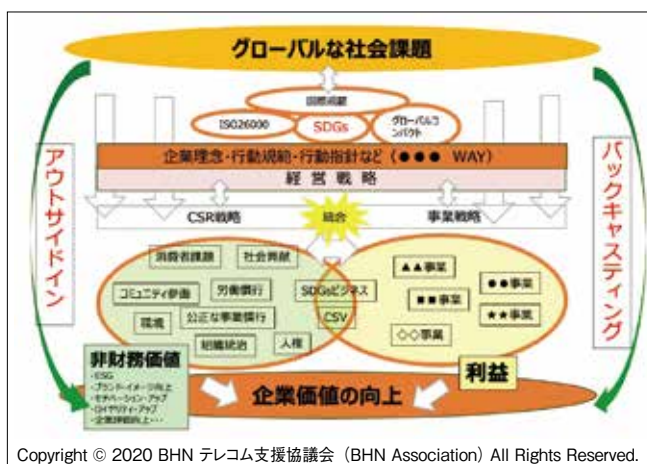 グローバルな社会課題
国際規範
ISO26000
SDGs
グローバルコンパクト
企業理念・行動規範・行動指針など（●●● WAY）
経営戦略
アウトサイドイン
バックキャスティング
CSR戦略
統合
事業戦略
消費者課題
社会貢献
コミュニティ参画
労働慣行
環境
公正な事業慣行
組織統治
人権
SDGsビジネス
CSV
▲▲事業
●●事業
■■事業
★★事業
◇◇事業
非財務価値
・ESG
・ブランド・イメージ向上
・モチベーション・アップ
・ロイヤリティ・アップ
・企業評価向上・・・
利益
企業価値の向上
Copyright © 2020 BHN テレコム支援協議会（BHN Association) All Rights Reserved.